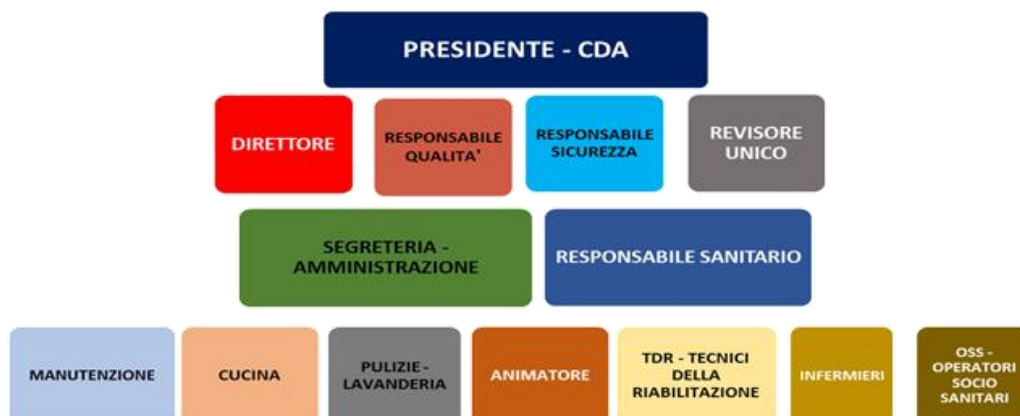 PRESIDENTE - CDA
DIRETTORE
RESPONSABILE
QUALITA'
RESPONSABILE
SICUREZZA
REVISORE
UNICO
SEGRETERIA -
AMMINISTRAZIONE
RESPONSABILE SANITARIO
MANUTENZIONE
CUCINA
PULIZIE -
LAVANDERIA
ANIMATORE
TDR - TECNICI
DELLA
RIABILITAZIONE
INFERMIERI
OSS -
OPERATORI
SOCIO
SANITARI